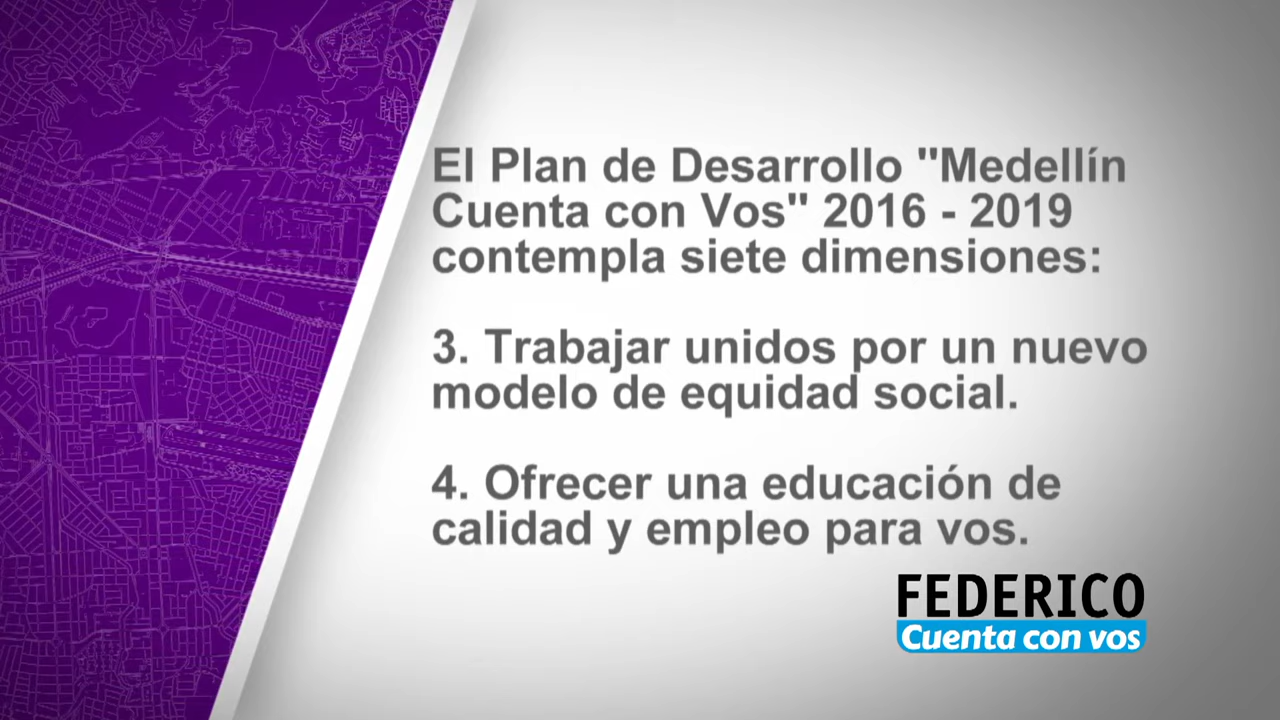 El Plan de Desarrollo "Medellín
Cuenta con Vos" 2016 - 2019
contempla siete dimensiones:
3. Trabajar unidos por un nuevo
modelo de equidad social.
4. Ofrecer una educación de
calidad y empleo para vos.
FEDERICO
Cuenta con vos